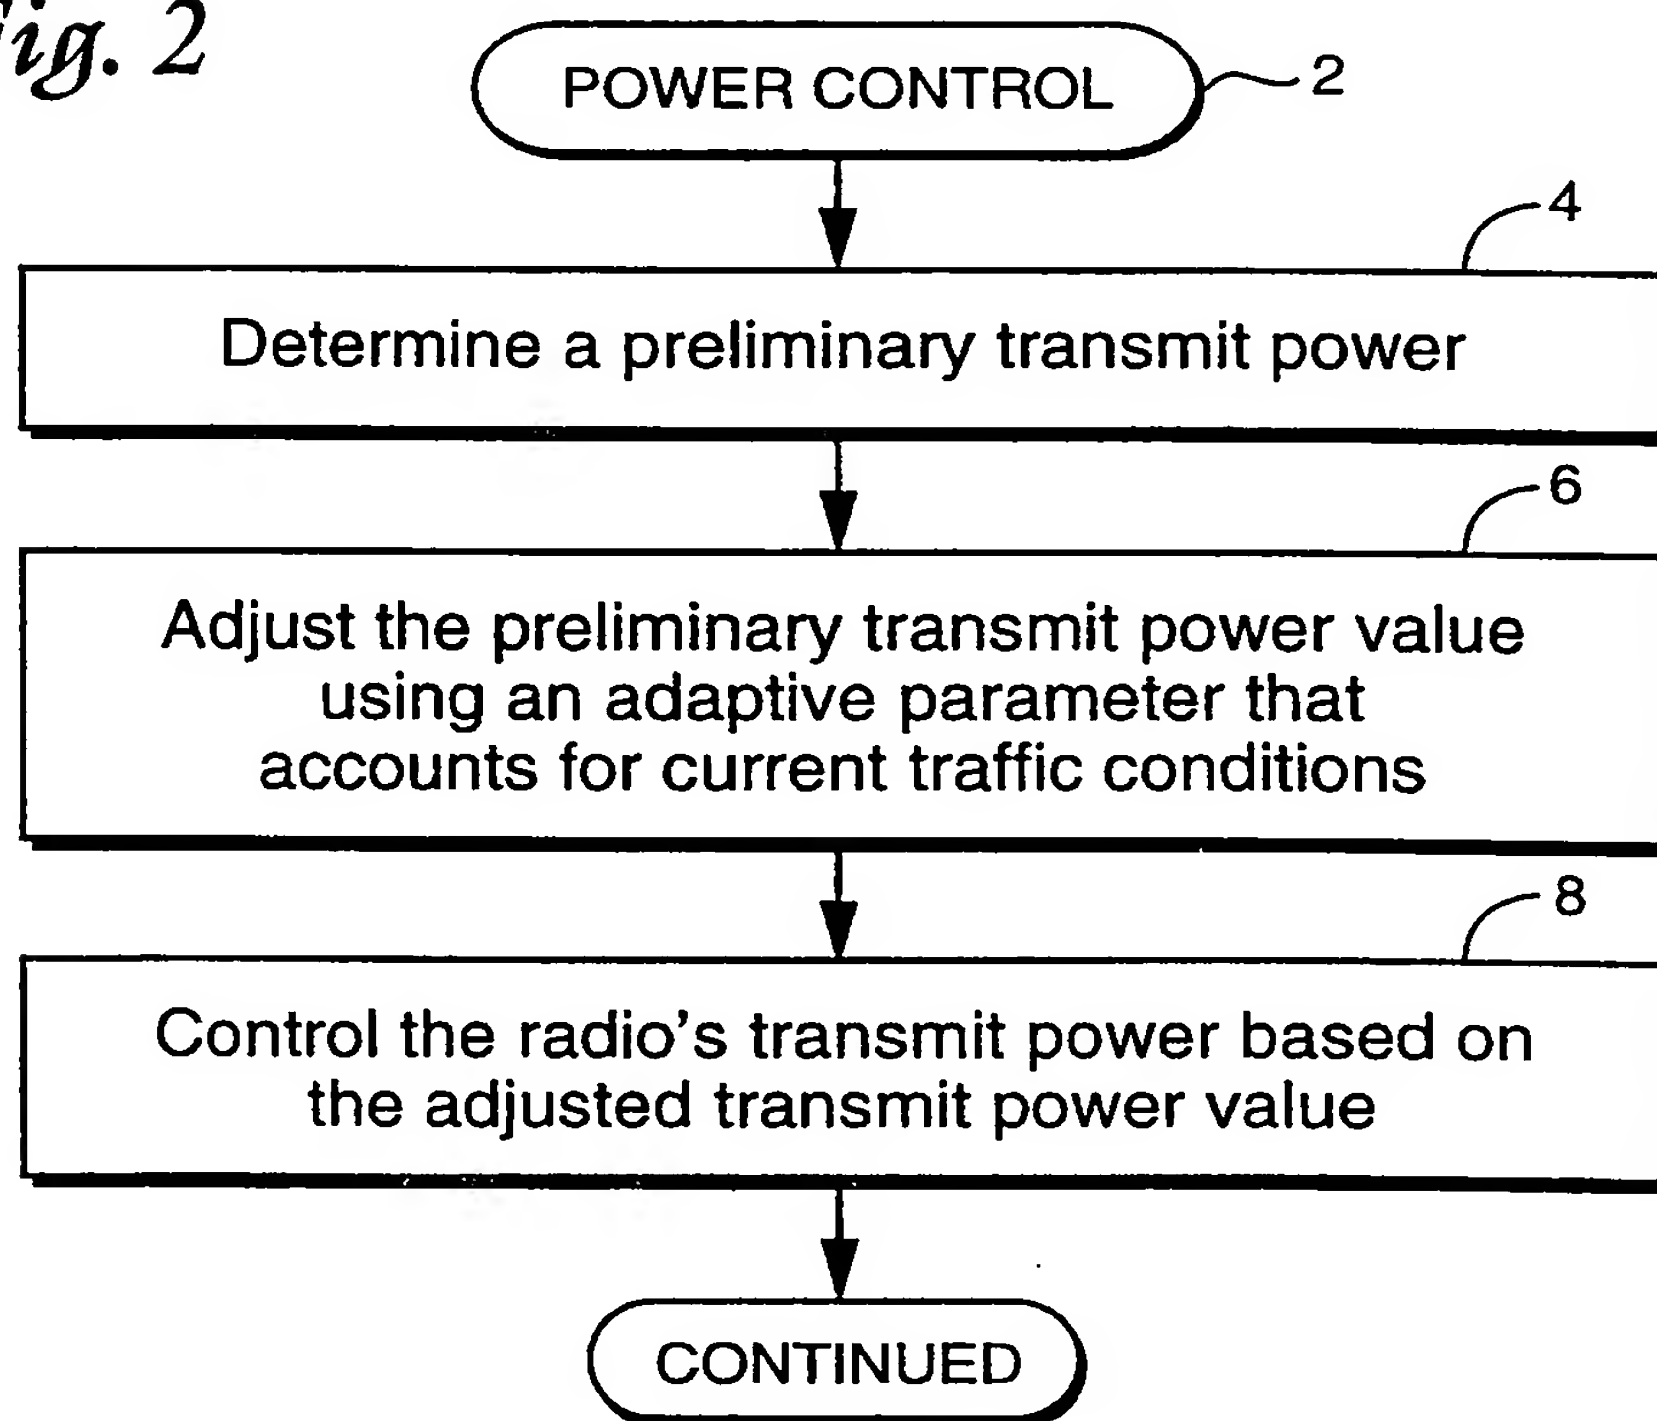 Fig. 2
POWER CONTROL
2
4
Determine a preliminary transmit power
6
Adjust the preliminary transmit power value
using an adaptive parameter that
accounts for current traffic conditions
8
Control the radio's transmit power based on
the adjusted transmit power value
CONTINUED